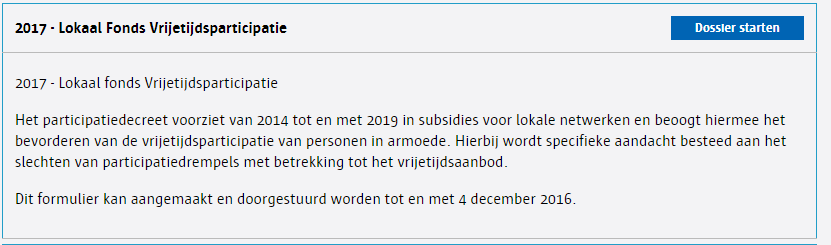 2017 - Lokaal Fonds Vrijetijdsparticipatie
Dossier starten
2017 - Lokaal fonds Vrijetijdsparticipatie
Het participatiedecreet voorziet van 2014 tot en met 2019 in subsidies voor lokale netwerken en beoogt hiermee het
bevorderen van de vrijetijdsparticipatie van personen in armoede. Hierbij wordt specifieke aandacht besteed aan het
slechten van participatiedrempels met betrekking tot het vrijetijdsaanbod.
Dit formulier kan aangemaakt en doorgestuurd worden tot en met 4 december 2016.